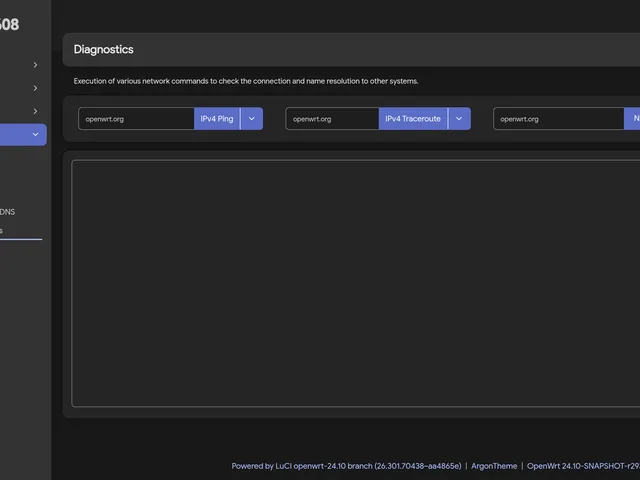 608
Diagnostics
Execution of various network commands to check the connection and name resolution to other systems.
openwrt.org IPv4 Ping openwrt.org IPv4 Traceroute openwrt.org N
DNS
s
Powered by LuCI openwrt-24.10 branch (26.301.70438~aa4865e) | ArgonTheme | OpenWrt 24.10-SNAPSHOT-r29